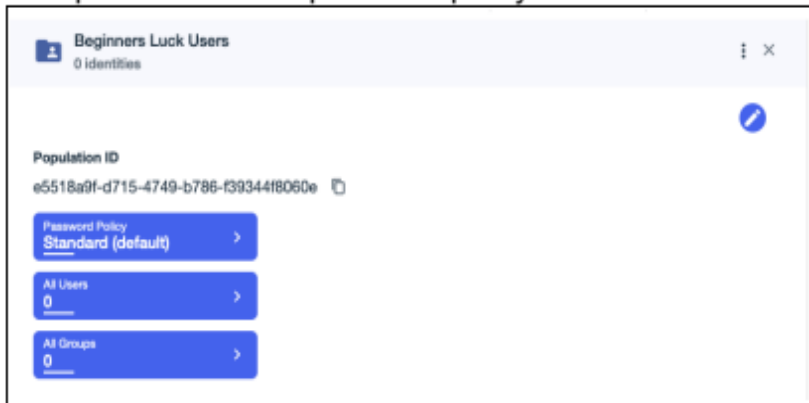 Beginners Luck Users
0 identities
Population ID
e5518a9f-d715-4749-b786-f39344f8060e
Password Policy
Standard (default)
All Users
0
All Groups
0